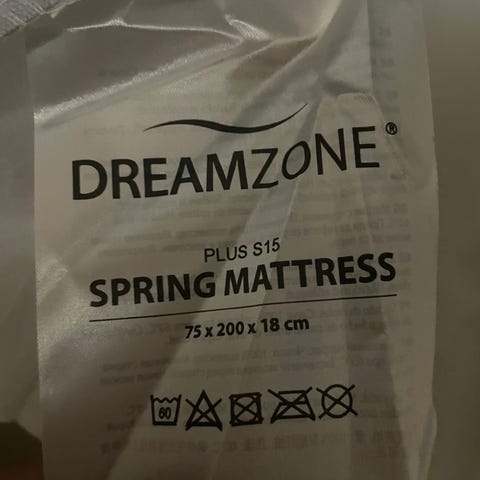 DREAMZONE®
PLUS S15
SPRING MATTRESS
75 x 200 x 18 cm
60